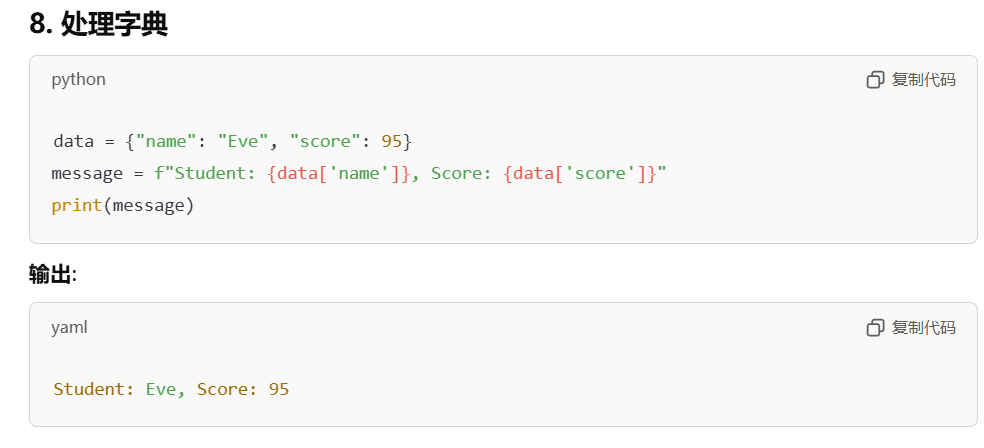 8. 处理字典
python
复制代码
data = {"name": "Eve", "score": 95}
message = f"Student: {data['name']}, Score: {data['score']}"
print(message)
输出:
yaml
复制代码
Student: Eve, Score: 95